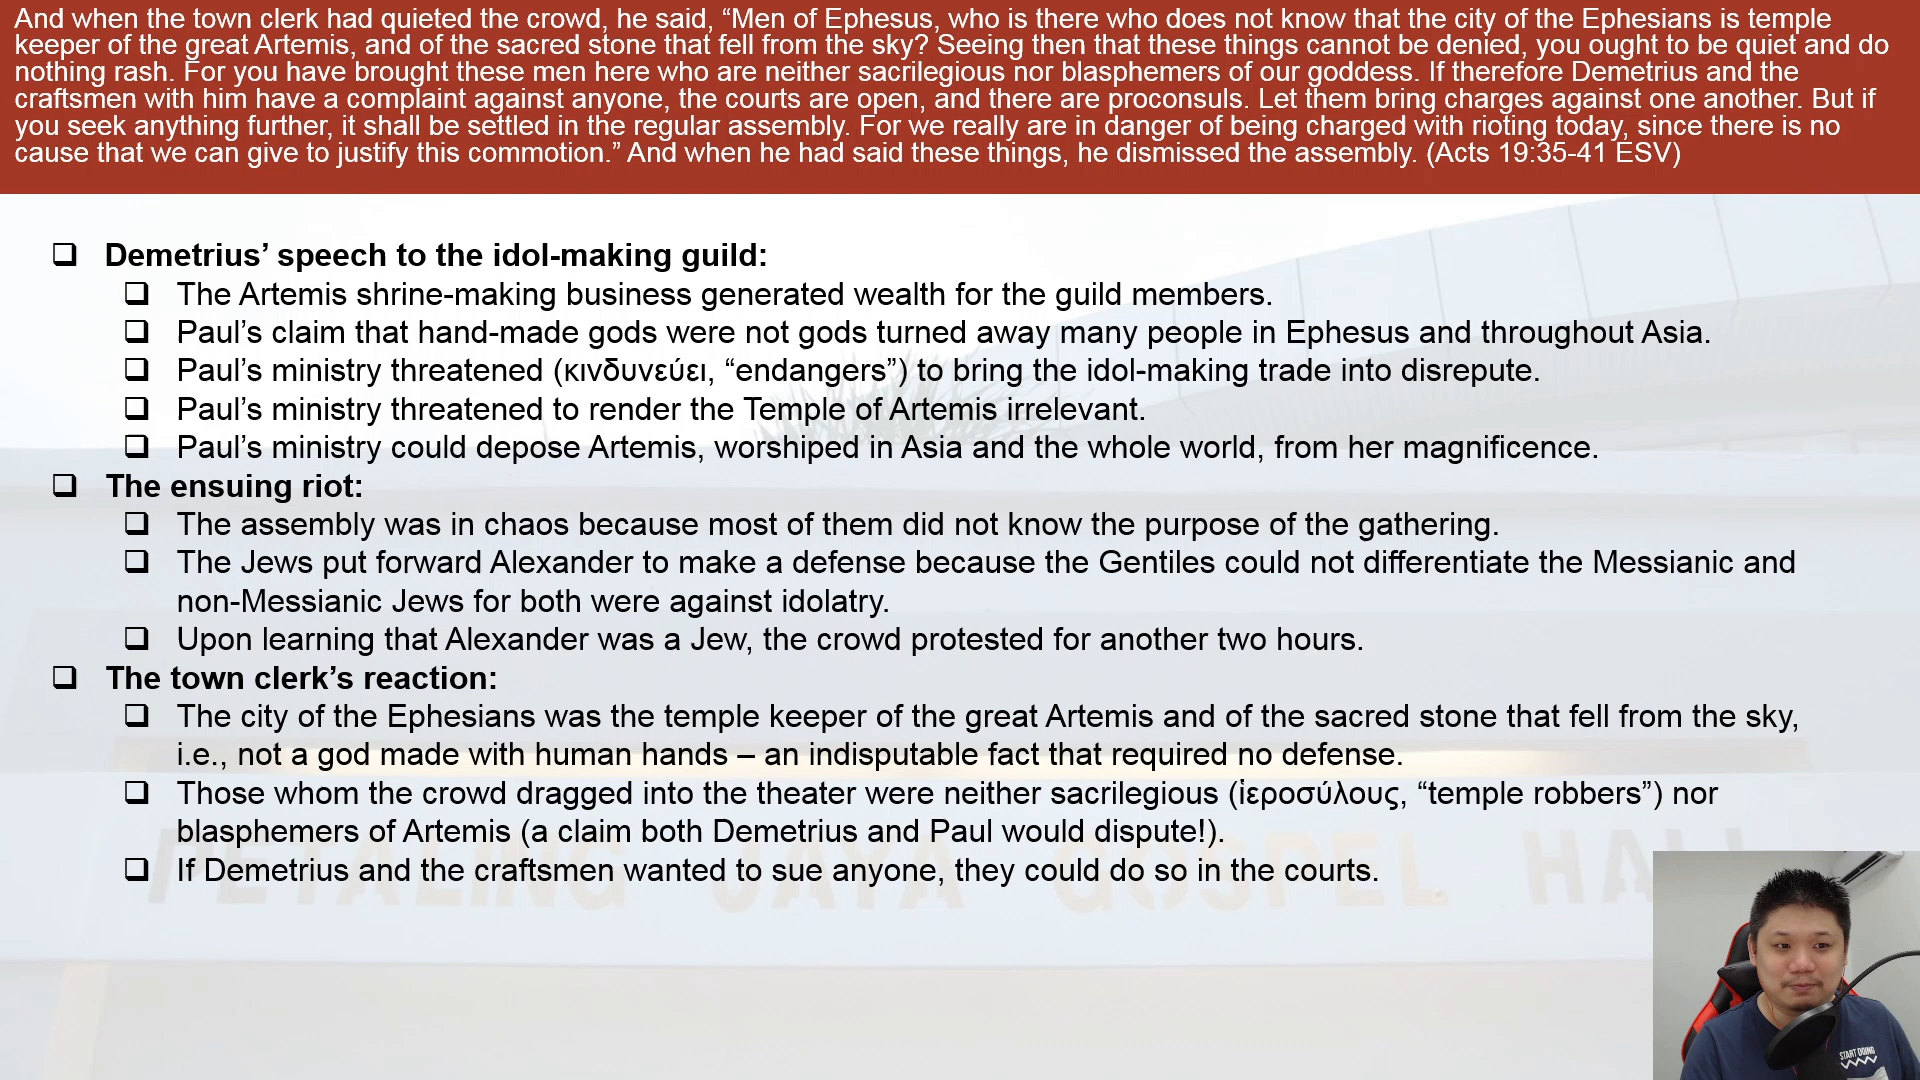 And when the town clerk had quieted the crowd, he said, “Men of Ephesus, who is there who does not know that the city of the Ephesians is temple
keeper of the great Artemis, and of the sacred stone that fell from the sky? Seeing then that these things cannot be denied, you ought to be quiet and do
nothing rash. For you have brought these men here who are neither sacrilegious nor blasphemers of our goddess. If therefore Demetrius and the
craftsmen with him have a complaint against anyone, the courts are open, and there are proconsuls. Let them bring charges against one another. But if
you seek anything further, it shall be settled in the regular assembly. For we really are in danger of being charged with rioting today, since there is no
cause that we can give to justify this commotion.” And when he had said these things, he dismissed the assembly. (Acts 19:35-41 ESV)
❑ Demetrius’ speech to the idol-making guild:
❑ The Artemis shrine-making business generated wealth for the guild members.
❑ Paul’s claim that hand-made gods were not gods turned away many people in Ephesus and throughout Asia.
❑ Paul’s ministry threatened (κινδυνεύει, “endangers”) to bring the idol-making trade into disrepute.
❑ Paul’s ministry threatened to render the Temple of Artemis irrelevant.
❑ Paul’s ministry could depose Artemis, worshiped in Asia and the whole world, from her magnificence.
❑ The ensuing riot:
❑ The assembly was in chaos because most of them did not know the purpose of the gathering.
❑ The Jews put forward Alexander to make a defense because the Gentiles could not differentiate the Messianic and
non-Messianic Jews for both were against idolatry.
❑ Upon learning that Alexander was a Jew, the crowd protested for another two hours.
❑ The town clerk’s reaction:
❑ The city of the Ephesians was the temple keeper of the great Artemis and of the sacred stone that fell from the sky,
i.e., not a god made with human hands – an indisputable fact that required no defense.
❑ Those whom the crowd dragged into the theater were neither sacrilegious (ἱεροσύλους, “temple robbers”) nor
blasphemers of Artemis (a claim both Demetrius and Paul would dispute!).
❑ If Demetrius and the craftsmen wanted to sue anyone, they could do so in the courts.
PETALING JAYA GOSPEL HALL
START DOING